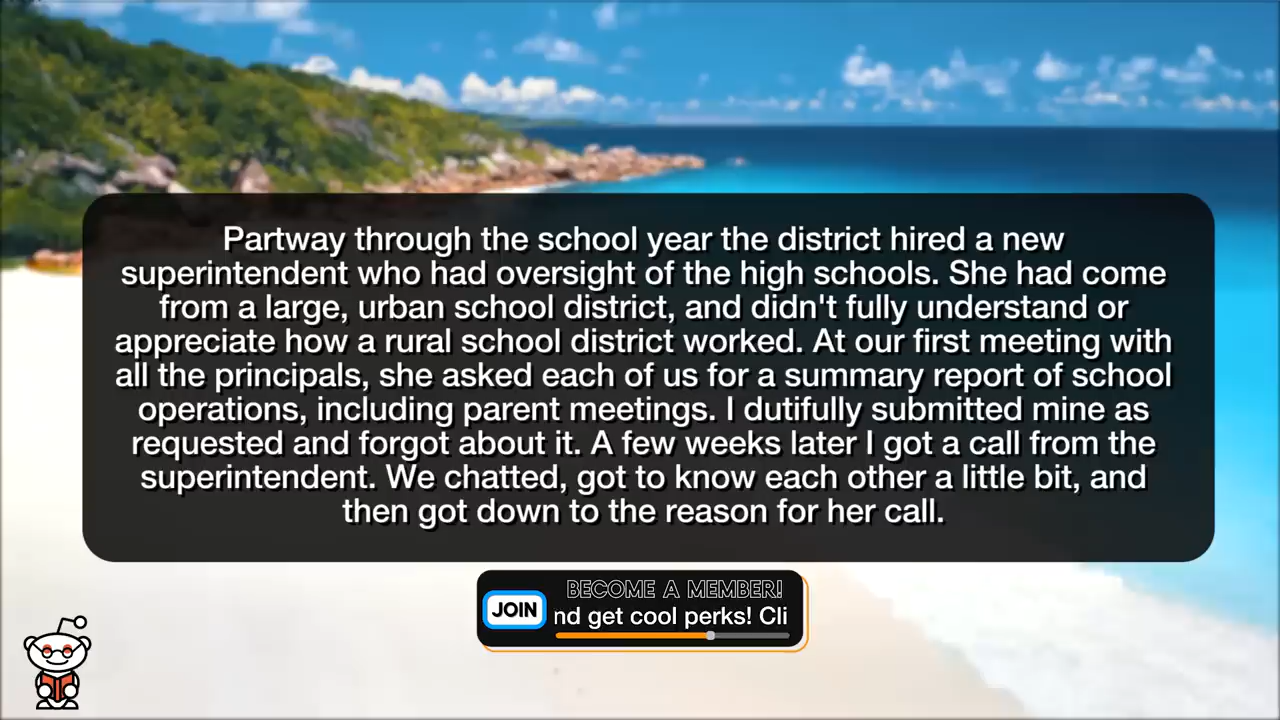 Partway through the school year the district hired a new
superintendent who had oversight of the high schools. She had come
from a large, urban school district, and didn't fully understand or
appreciate how a rural school district worked. At our first meeting with
all the principals, she asked each of us for a summary report of school
operations, including parent meetings. I dutifully submitted mine as
requested and forgot about it. A few weeks later I got a call from the
superintendent. We chatted, got to know each other a little bit, and
then got down to the reason for her call.
BECOME A MEMBER!
JOIN
nd get cool perks! Cli